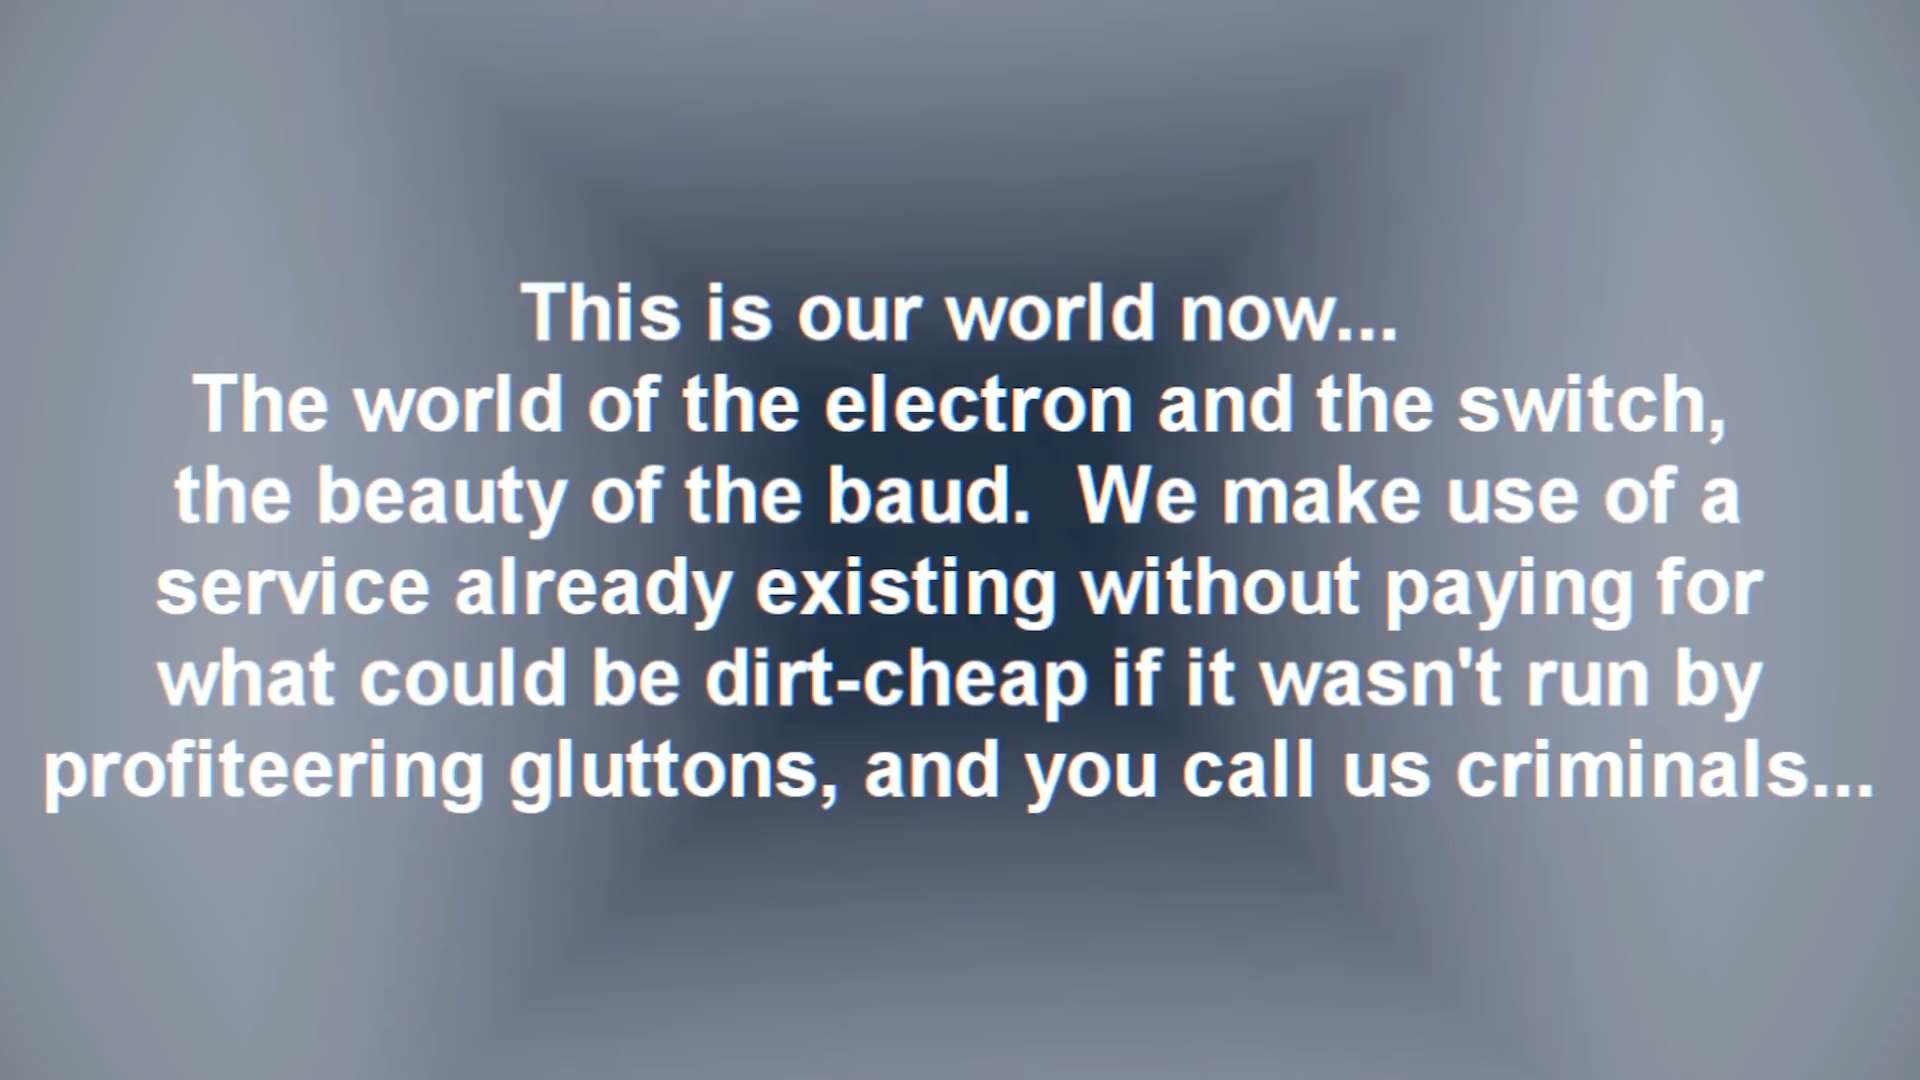 This is our world now...
The world of the electron and the switch,
the beauty of the baud.  We make use of a
service already existing without paying for
what could be dirt-cheap if it wasn't run by
profiteering gluttons, and you call us criminals...